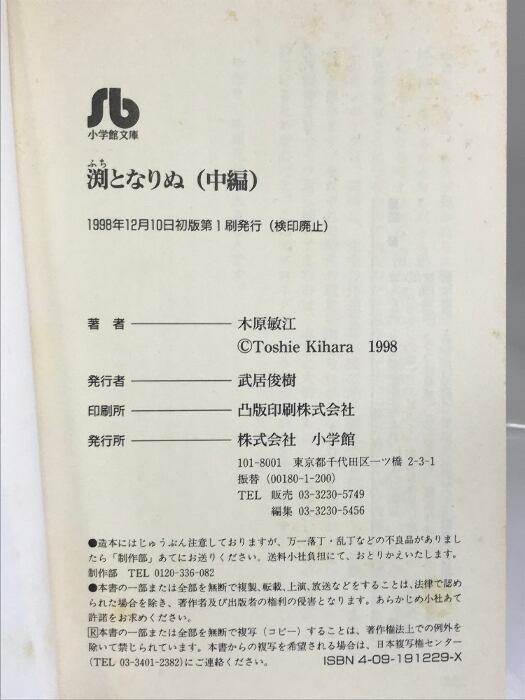 小学館文庫
ふち
渕となりぬ（中編）
1998年12月10日初版第1刷発行（検印廃止）
著 者――――木原敏江
©Toshie Kihara 1998
発行者――――武居俊樹
印刷所――――凸版印刷株式会社
発行所――――株式会社 小学館
101-8001 東京都千代田区一ツ橋 2-3-1
振替（00180-1-200）
TEL 販売 03-3230-5749
編集 03-3230-5456
●造本にはじゅうぶん注意しておりますが、万一落丁・乱丁などの不良品がありまし
たら「制作部」あてにお送りください。送料小社負担にて、おとりかえいたします。
制作部 TEL 0120-336-082
●本書の一部または全部を無断で複製、転載、上演、放送などをすることは、法律で認め
られた場合を除き、著作者及び出版者の権利の侵害となります。あらかじめ小社あて
許諾をお求めください。
R本書の一部または全部を無断で複写（コピー）することは、著作権法上での例外を
除いて禁じられています。本書からの複写を希望される場合は、日本複写権センター
（TEL 03-3401-2382）にご連絡ください。
ISBN 4-09-191229-X